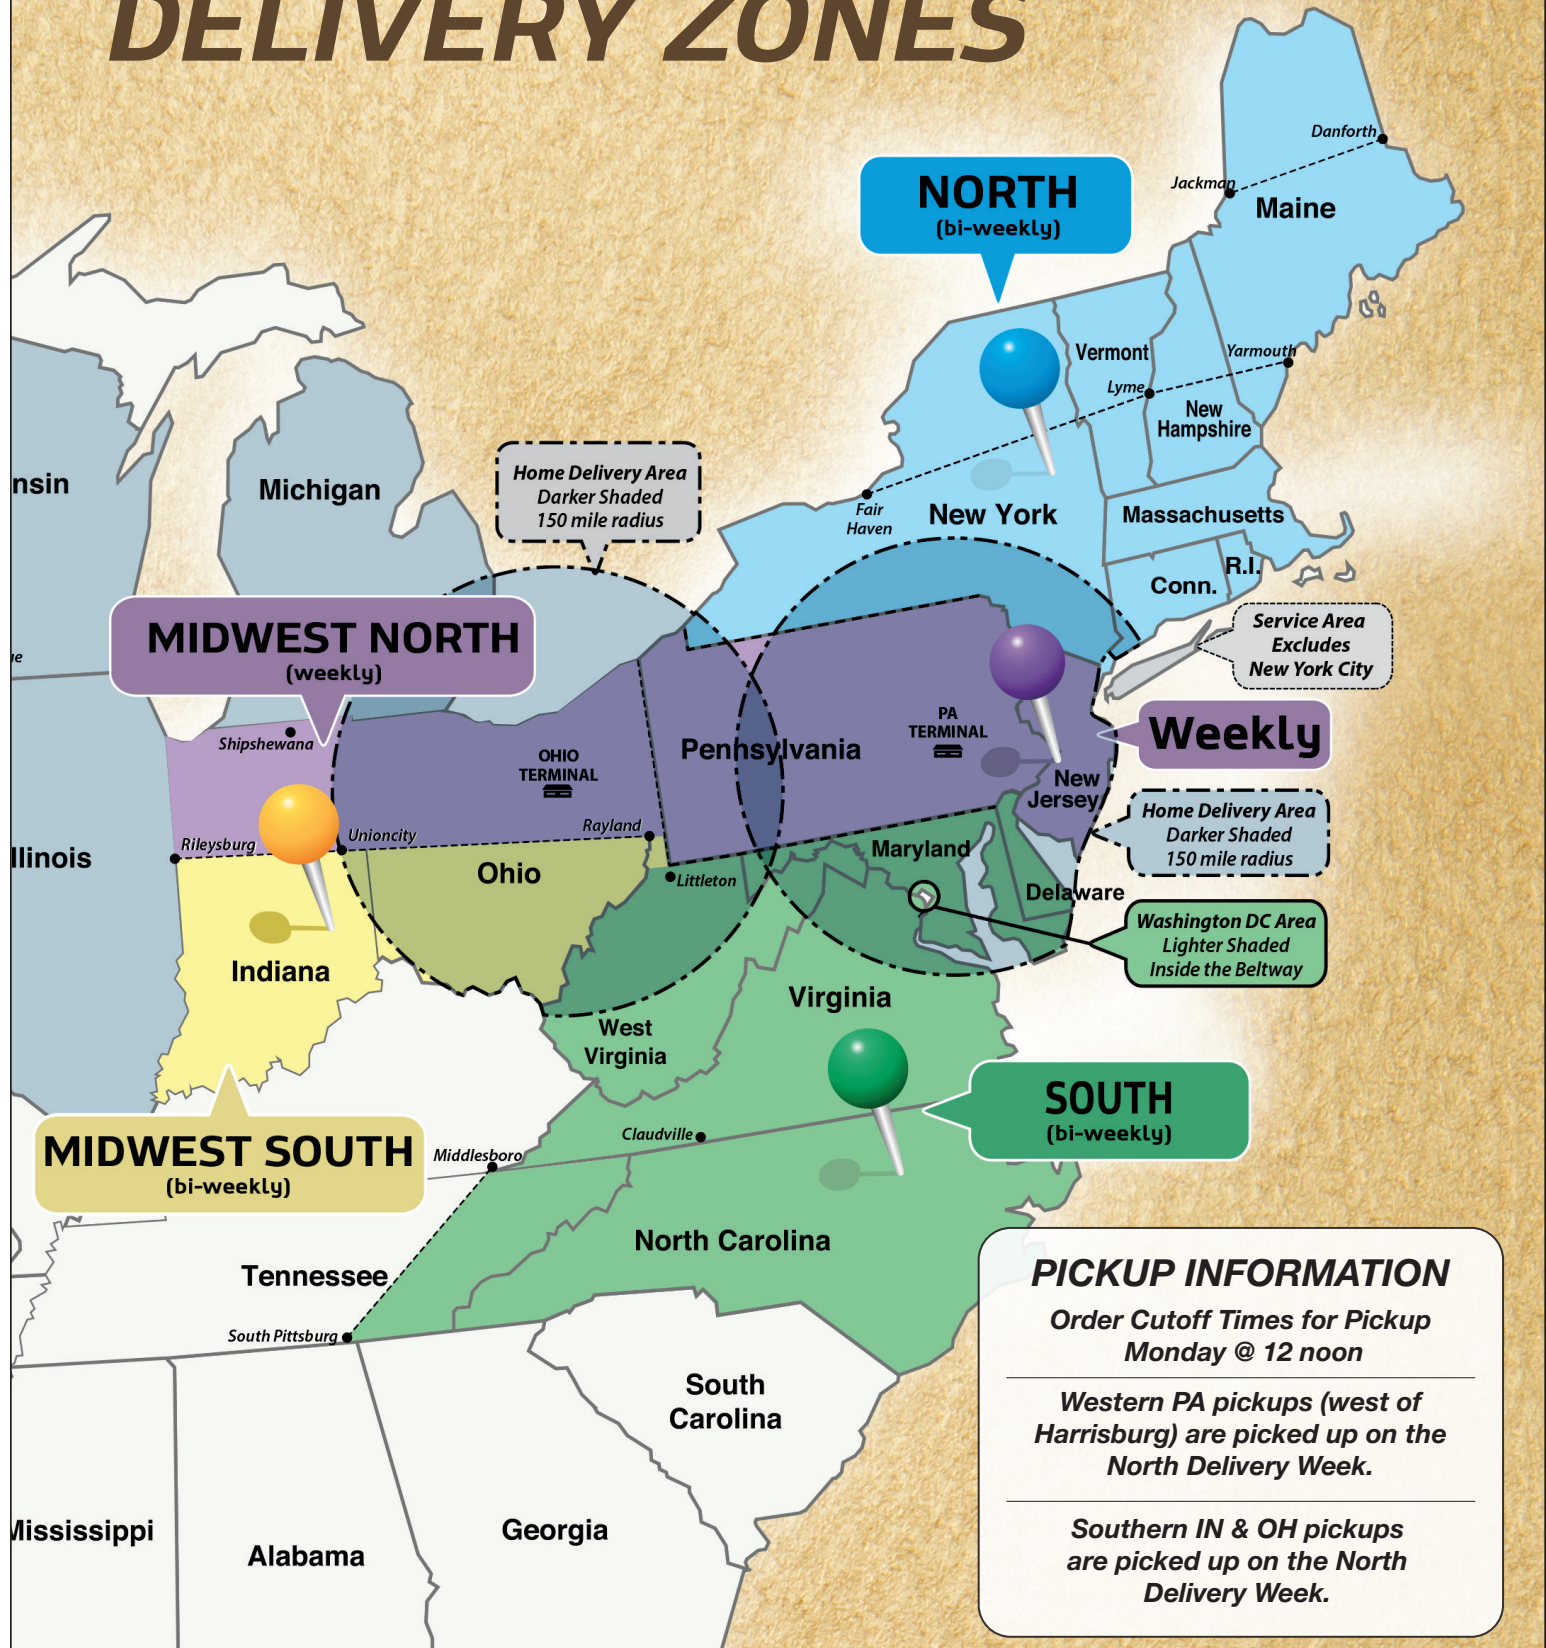 DELIVERY ZONES
Danforth
Jackman
Maine
NORTH
(bi-weekly)
Vermont
Yarmouth
Lyme
New
Hampshire
nsin
Michigan
Home Delivery Area
Darker Shaded
150 mile radius
Fair
Haven
New York
Massachusetts
R.I.
Conn.
Service Area
Excludes
New York City
MIDWEST NORTH
(weekly)
Shipshewana
OHIO
TERMINAL
Pennsylvania
PA
TERMINAL
Weekly
New
Jersey
Home Delivery Area
Darker Shaded
150 mile radius
Rileysburg
Unioncity
Rayland
llinois
Ohio
Littleton
Maryland
Delaware
Washington DC Area
Lighter Shaded
Inside the Beltway
Indiana
Virginia
West
Virginia
SOUTH
(bi-weekly)
MIDWEST SOUTH
(bi-weekly)
Claudville
Middlesboro
North Carolina
Tennessee
South Pittsburg
South
Carolina
Mississippi
Alabama
Georgia
PICKUP INFORMATION
Order Cutoff Times for Pickup
Monday @ 12 noon
Western PA pickups (west of
Harrisburg) are picked up on the
North Delivery Week.
Southern IN & OH pickups
are picked up on the North
Delivery Week.